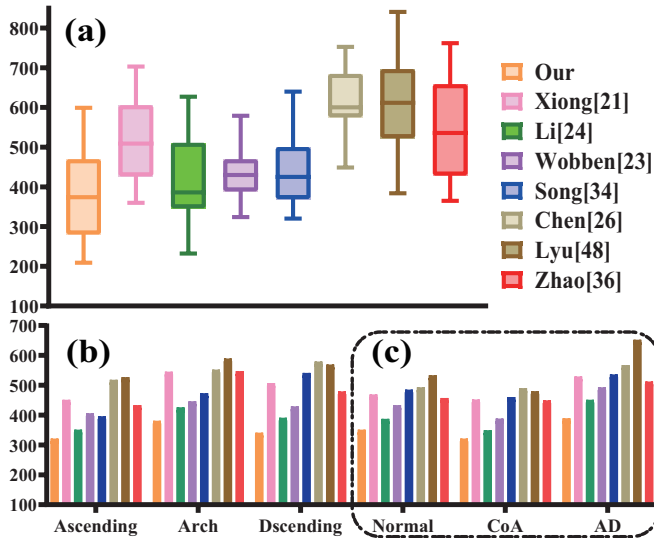 (a)
800
700
600
500
400
300
200
100
Our
Xiong[21]
Li[24]
Wobben[23]
Song[34]
Chen[26]
Lyu[48]
Zhao[36]
(b)
(c)
700
600
500
400
300
200
100
Ascending Arch Dscending Normal CoA AD